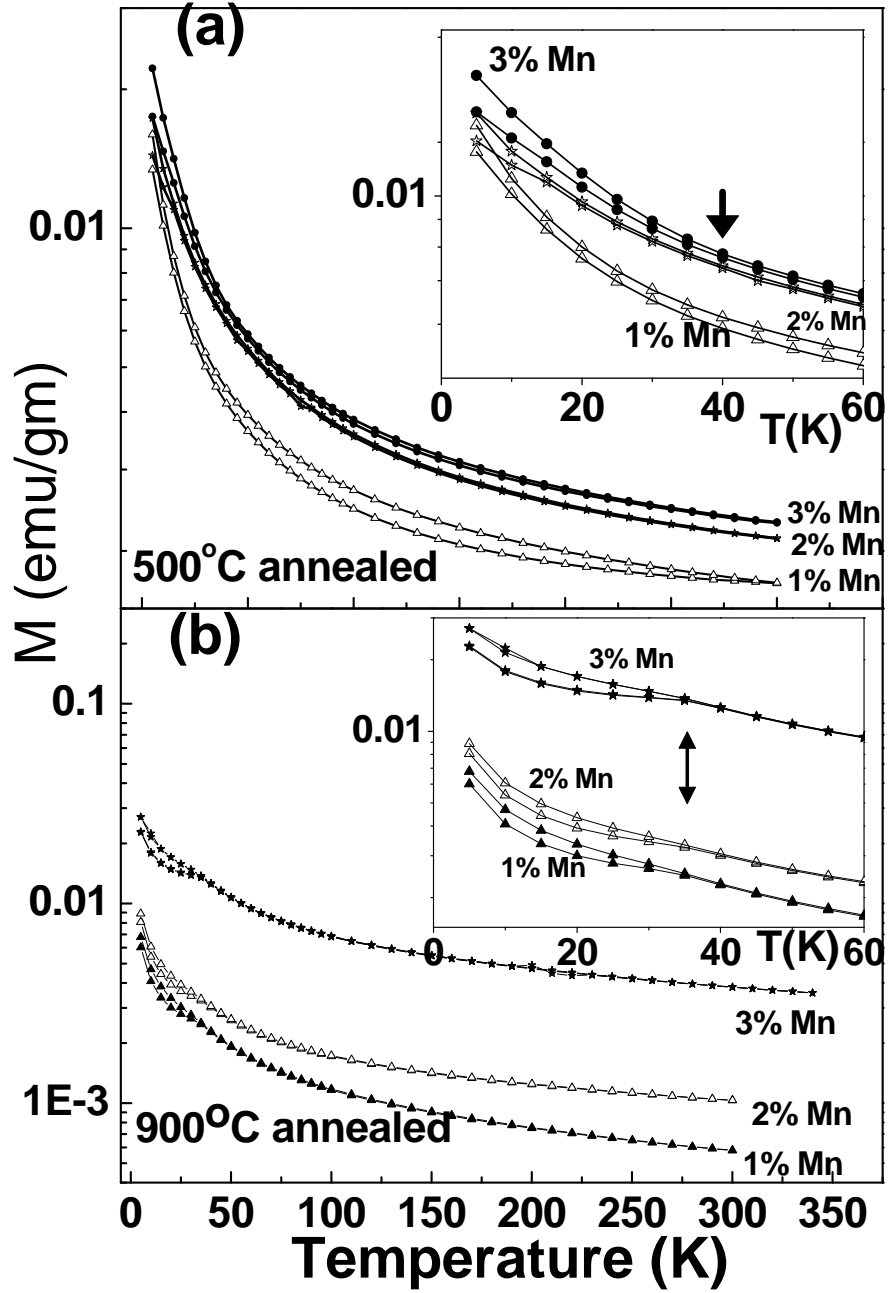 (a)
3% Mn
0.01
2% Mn
1% Mn
0 20 40 60
T(K)
0.01
3% Mn
2% Mn
1% Mn
500°C annealed
M (emu/gm)
(b)
3% Mn
0.01
2% Mn
1% Mn
0 20 40 60
T(K)
0.1
0.01
1E-3
3% Mn
2% Mn
1% Mn
900°C annealed
0 50 100 150 200 250 300 350
Temperature (K)